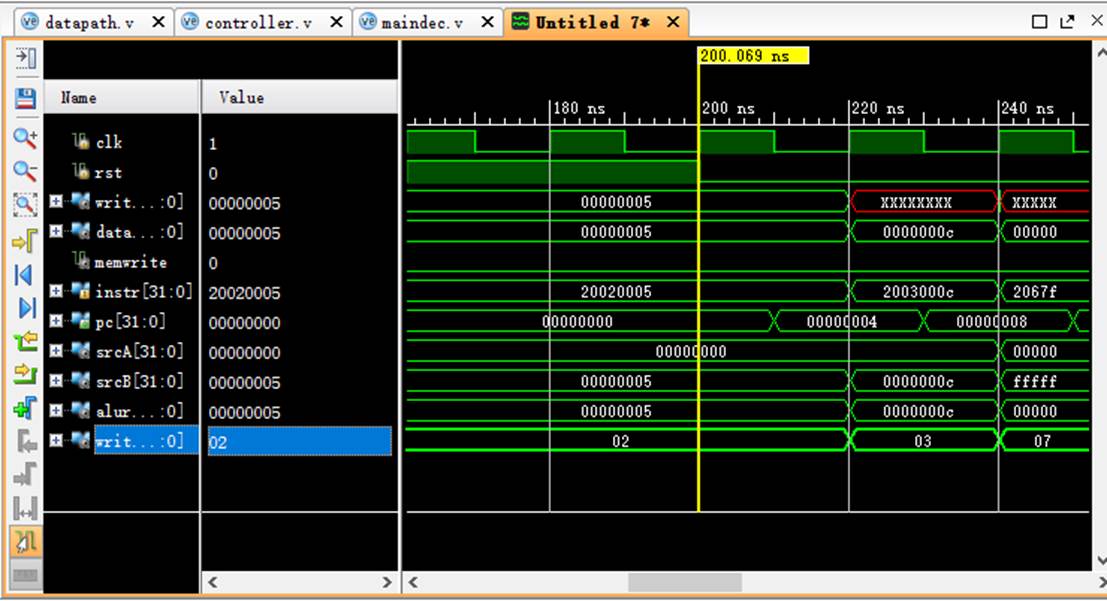 datapath.v controller.v maindec.v Untitled 7*
200.069 ns
Name Value 180 ns 200 ns 220 ns 240 ns
clk 1
rst 0
writ...:0] 00000005 00000005 XXXXXXXX XXXXX
data...:0] 00000005 00000005 0000000c 00000
memwrite 0
instr[31:0] 20020005 20020005 2003000c 2067f
pc[31:0] 00000000 00000000 00000004 00000008
srcA[31:0] 00000000 00000000 00000
srcB[31:0] 00000005 00000005 0000000c fffff
alur...:0] 00000005 00000005 0000000c 00000
writ...:0] 02 02 03 07